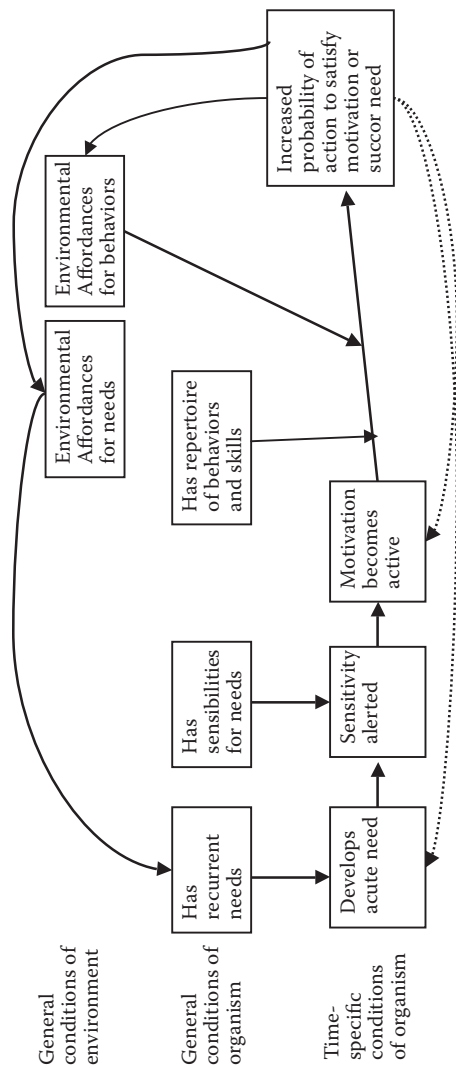 General
conditions of
environment
Environmental
Affordances
for needs
Environmental
Affordances
for behaviors
General
conditions of
organism
Has
recurrent
needs
Has
sensibilities
for needs
Has repertoire
of behaviors
and skills
Time-
specific
conditions
of organism
Develops
acute need
Sensitivity
alerted
Motivation
becomes
active
Increased
probability of
action to satisfy
motivation or
succor need